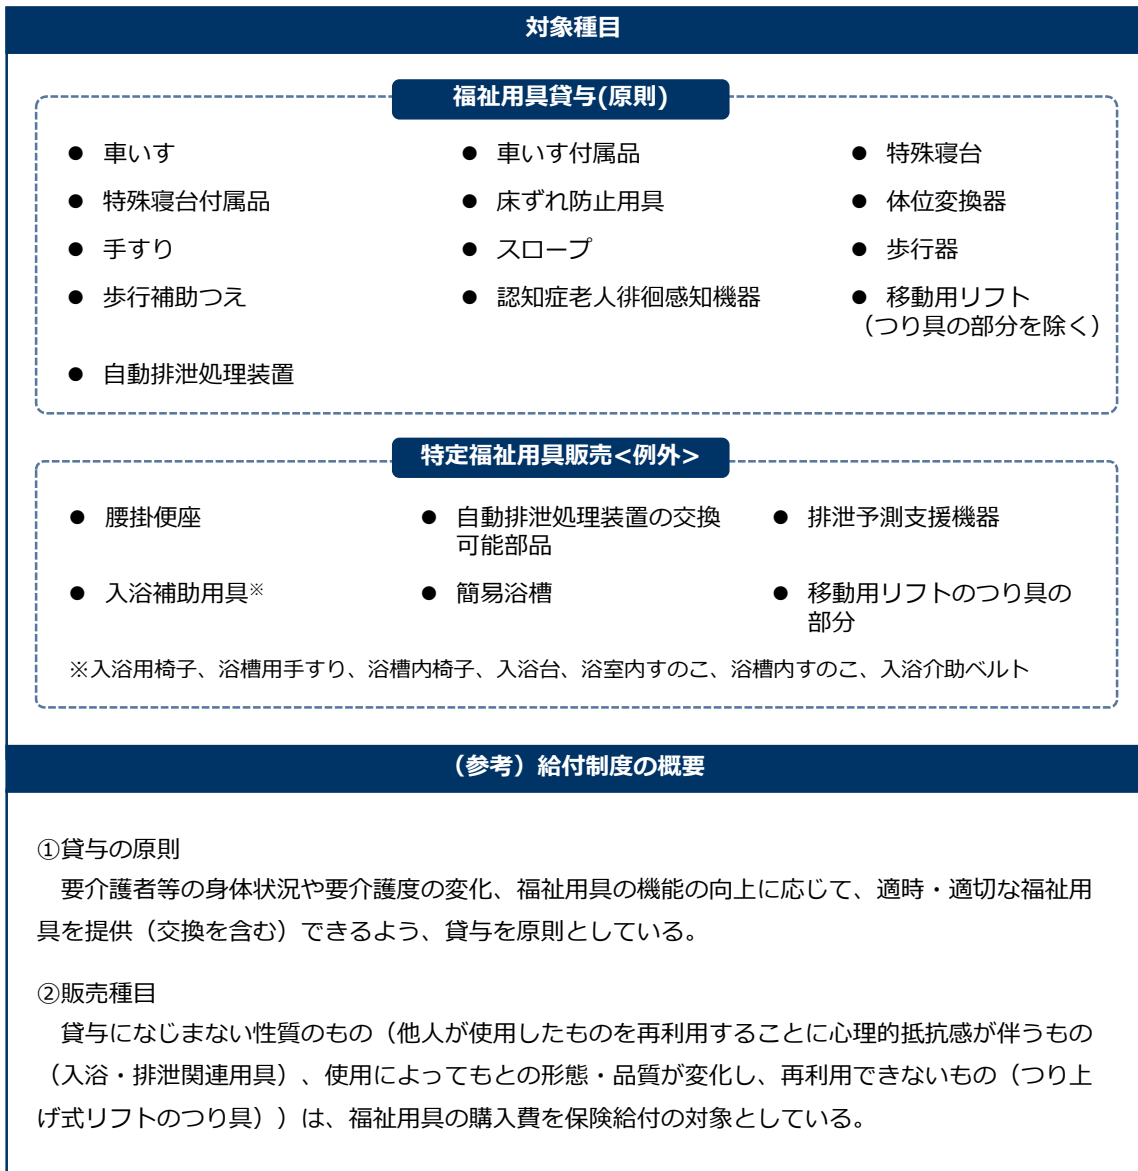 対象種目
福祉用具貸与(原則)
● 車いす ● 車いす付属品 ● 特殊寝台
● 特殊寝台付属品 ● 床ずれ防止用具 ● 体位変換器
● 手すり ● スロープ ● 歩行器
● 歩行補助つえ ● 認知症老人徘徊感知機器 ● 移動用リフト
（つり具の部分を除く）
● 自動排泄処理装置
特定福祉用具販売<例外>
● 腰掛便座 ● 自動排泄処理装置の交換 ● 排泄予測支援機器
可能部品
● 入浴補助用具※ ● 簡易浴槽 ● 移動用リフトのつり具の
部分
※入浴用椅子、浴槽用手すり、浴槽内椅子、入浴台、浴室内すのこ、浴槽内すのこ、入浴介助ベルト
（参考）給付制度の概要
①貸与の原則
要介護者等の身体状況や要介護度の変化、福祉用具の機能の向上に応じて、適時・適切な福祉用
具を提供（交換を含む）できるよう、貸与を原則としている。
②販売種目
貸与になじまない性質のもの（他人が使用したものを再利用することに心理的抵抗感が伴うもの
（入浴・排泄関連用具）、使用によってもとの形態・品質が変化し、再利用できないもの（つり上
げ式リフトのつり具））は、福祉用具の購入費を保険給付の対象としている。